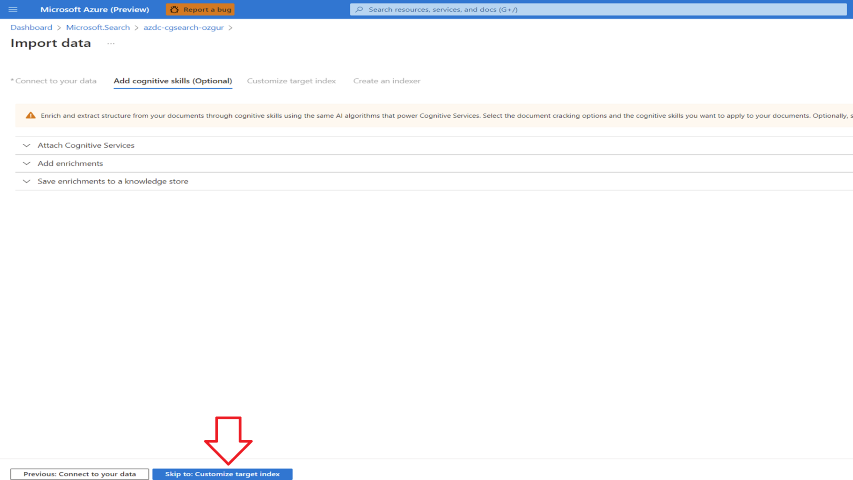 Microsoft Azure (Preview) Report a bug Search resources, services, and docs (G+/)
Dashboard > Microsoft.Search > azdc-cgsearch-ozgur >
Import data ...
* Connect to your data Add cognitive skills (Optional) Customize target index Create an indexer
Enrich and extract structure from your documents through cognitive skills using the same AI algorithms that power Cognitive Services. Select the document cracking options and the cognitive skills you want to apply to your documents. Optionally, s
Attach Cognitive Services
Add enrichments
Save enrichments to a knowledge store
Previous: Connect to your data Skip to: Customize target index